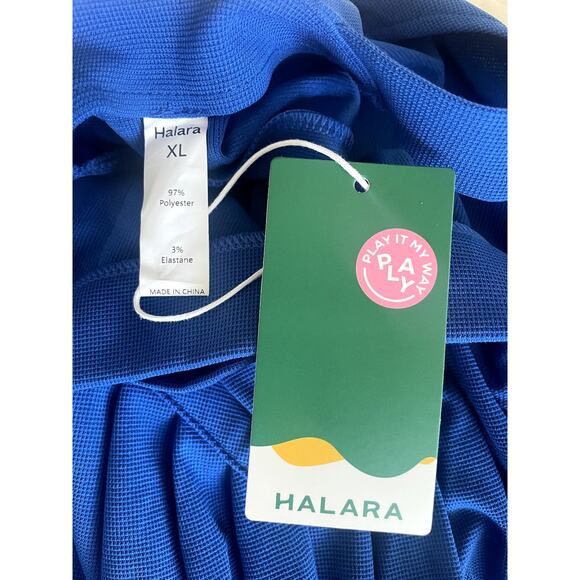 Halara
XL
97%
Polyester
3%
Elastane
MADE IN CHINA
PLAY IT MY WAY
PLAY
HALARA